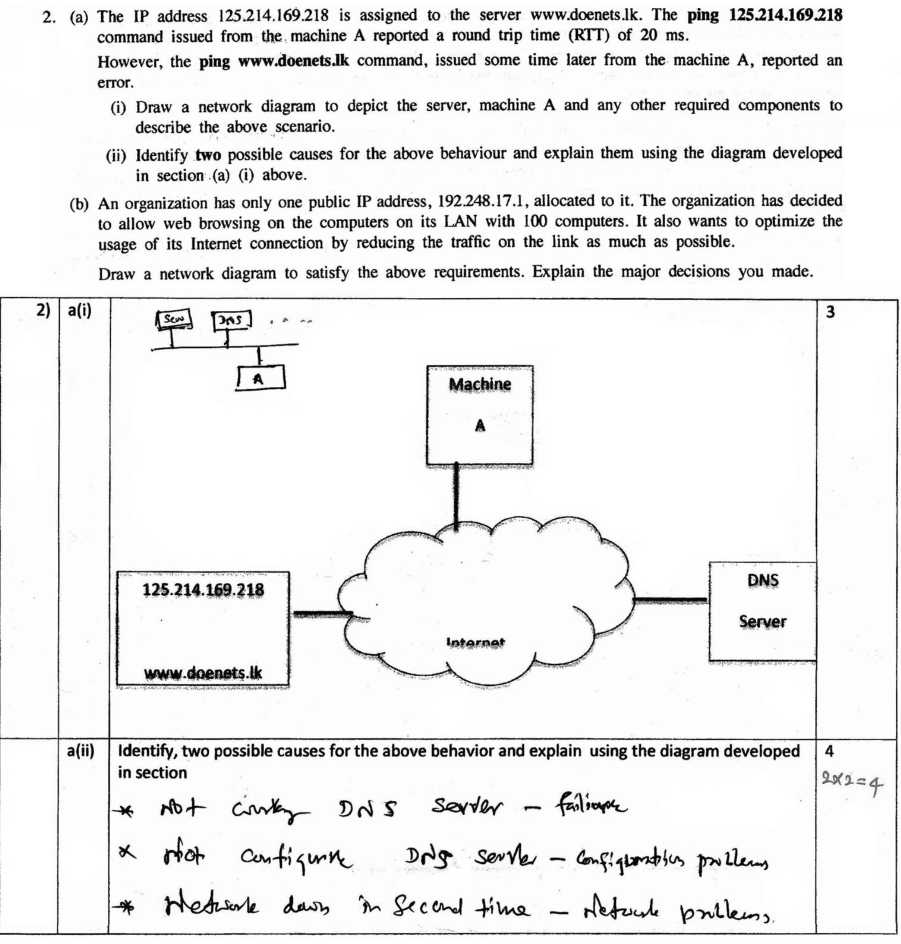 2. (a) The IP address 125.214.169.218 is assigned to the server www.doenets.lk. The ping 125.214.169.218
command issued from the machine A reported a round trip time (RTT) of 20 ms.
However, the ping www.doenets.lk command, issued some time later from the machine A, reported an
error.
(i) Draw a network diagram to depict the server, machine A and any other required components to
describe the above scenario.
(ii) Identify two possible causes for the above behaviour and explain them using the diagram developed
in section (a) (i) above.
(b) An organization has only one public IP address, 192.248.17.1, allocated to it. The organization has decided
to allow web browsing on the computers on its LAN with 100 computers. It also wants to optimize the
usage of its Internet connection by reducing the traffic on the link as much as possible.
Draw a network diagram to satisfy the above requirements. Explain the major decisions you made.
2) a(i) 3
DNS
A
Machine
A
125.214.169.218
www.doenets.lk
Internet
DNS
Server
a(ii) Identify, two possible causes for the above behavior and explain using the diagram developed 4
in section
2x2=4
* Not DNS Server -
* Not configure DNS server - Configuration problems
* Network down in Second time - Network problems.